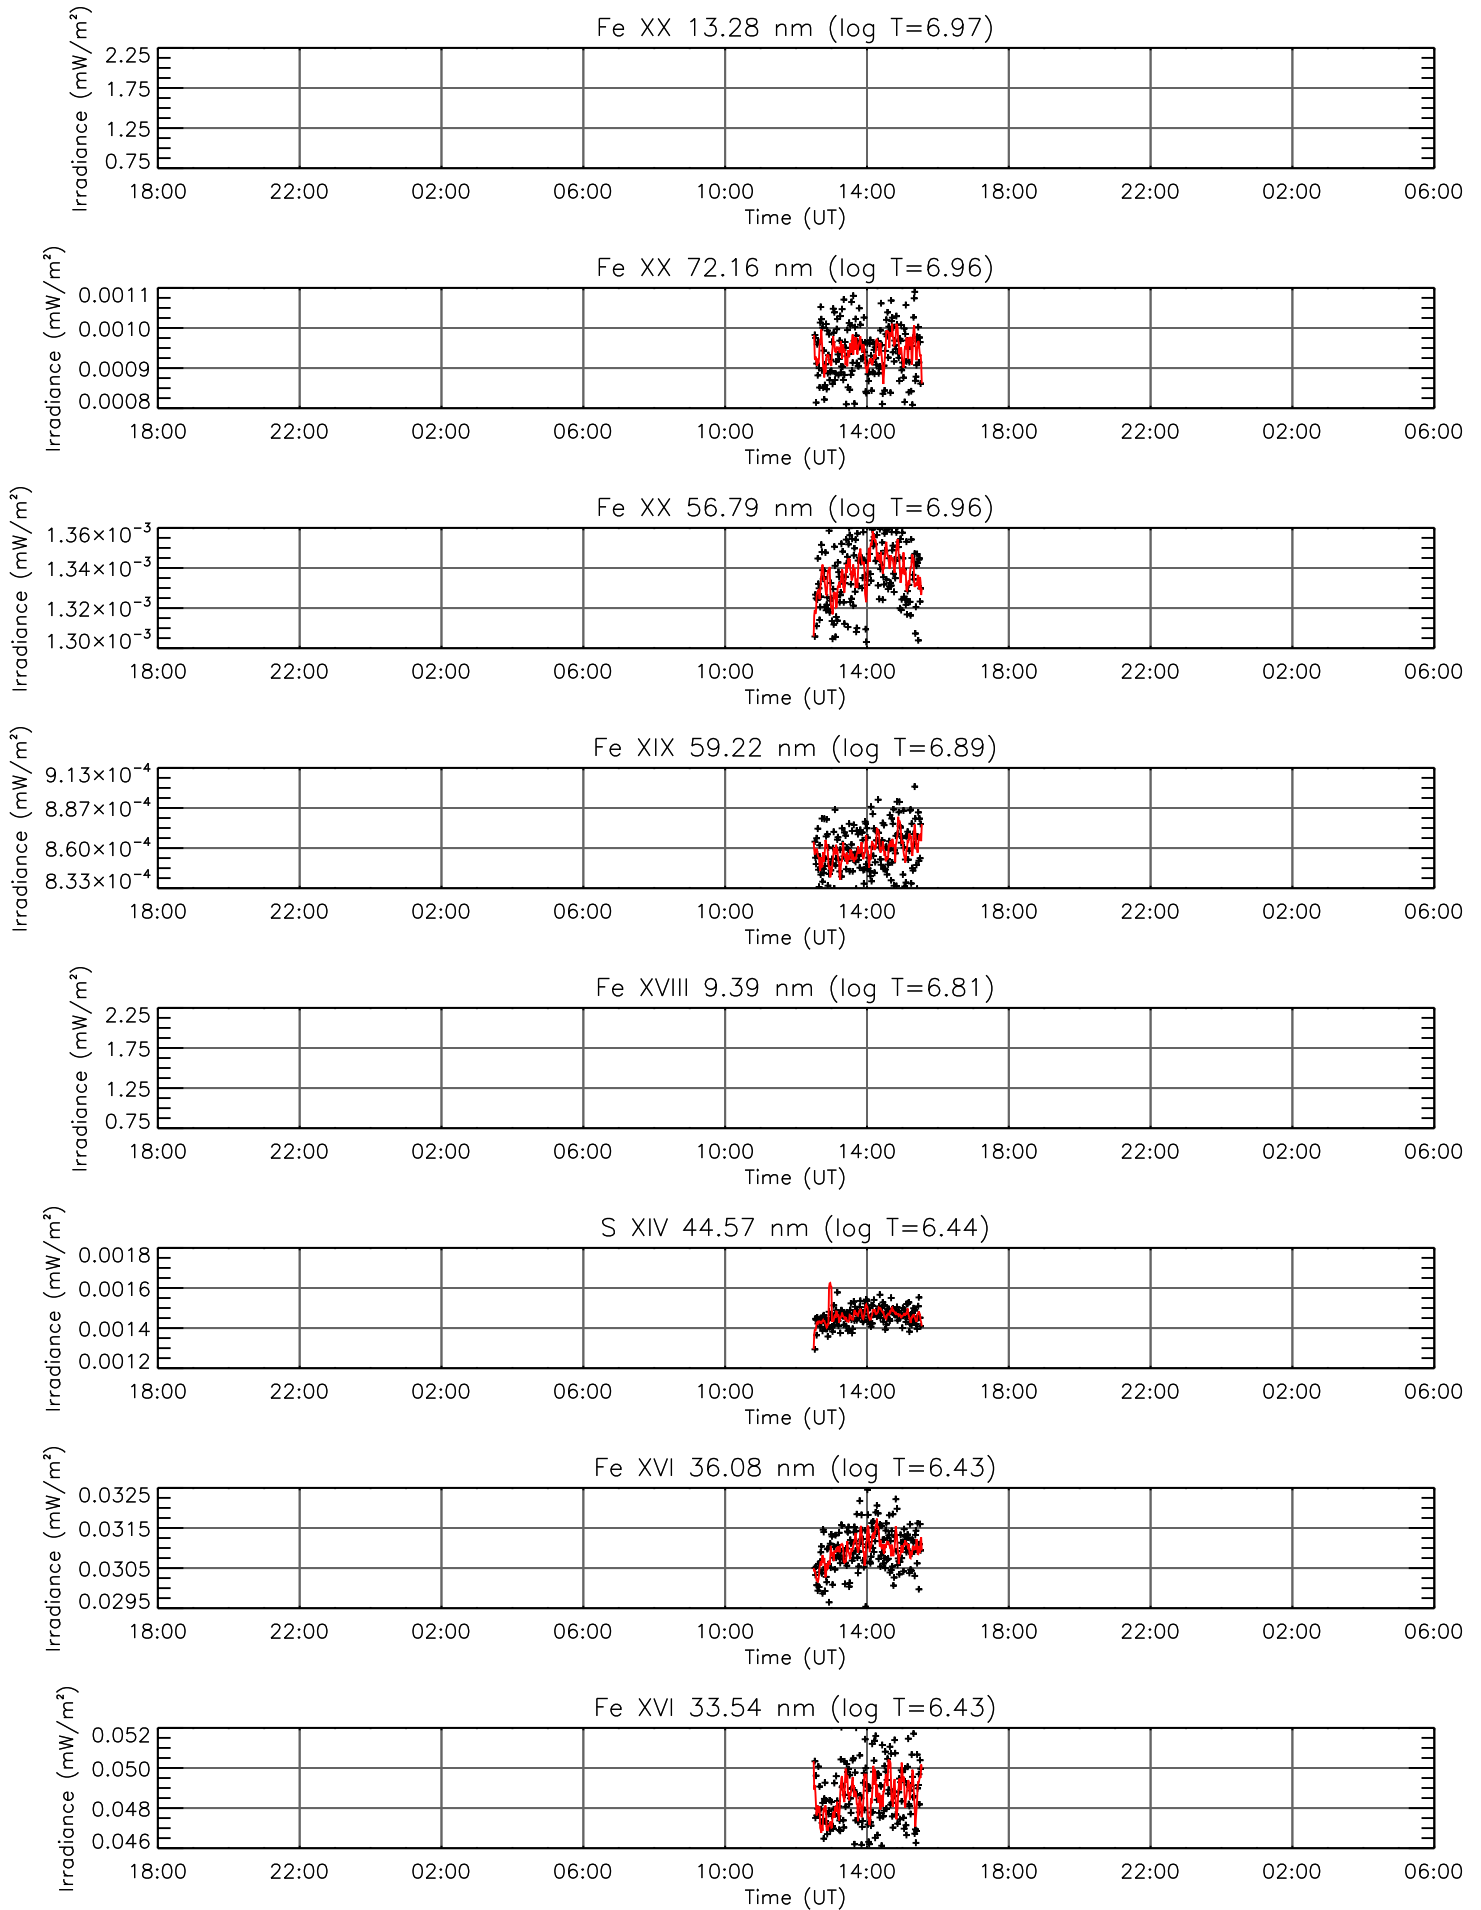 Fe XX 13.28 nm (log T=6.97)
Irradiance (mW/m²)
2.25
1.75
1.25
0.75
18:00 22:00 02:00 06:00 10:00 14:00 18:00 22:00 02:00 06:00
Time (UT)
Fe XX 72.16 nm (log T=6.96)
Irradiance (mW/m²)
0.0011
0.0010
0.0009
0.0008
18:00 22:00 02:00 06:00 10:00 14:00 18:00 22:00 02:00 06:00
Time (UT)
Fe XX 56.79 nm (log T=6.96)
Irradiance (mW/m²)
1.36×10⁻³
1.34×10⁻³
1.32×10⁻³
1.30×10⁻³
18:00 22:00 02:00 06:00 10:00 14:00 18:00 22:00 02:00 06:00
Time (UT)
Fe XIX 59.22 nm (log T=6.89)
Irradiance (mW/m²)
9.13×10⁻⁴
8.87×10⁻⁴
8.60×10⁻⁴
8.33×10⁻⁴
18:00 22:00 02:00 06:00 10:00 14:00 18:00 22:00 02:00 06:00
Time (UT)
Fe XVIII 9.39 nm (log T=6.81)
Irradiance (mW/m²)
2.25
1.75
1.25
0.75
18:00 22:00 02:00 06:00 10:00 14:00 18:00 22:00 02:00 06:00
Time (UT)
S XIV 44.57 nm (log T=6.44)
Irradiance (mW/m²)
0.0018
0.0016
0.0014
0.0012
18:00 22:00 02:00 06:00 10:00 14:00 18:00 22:00 02:00 06:00
Time (UT)
Fe XVI 36.08 nm (log T=6.43)
Irradiance (mW/m²)
0.0325
0.0315
0.0305
0.0295
18:00 22:00 02:00 06:00 10:00 14:00 18:00 22:00 02:00 06:00
Time (UT)
Fe XVI 33.54 nm (log T=6.43)
Irradiance (mW/m²)
0.052
0.050
0.048
0.046
18:00 22:00 02:00 06:00 10:00 14:00 18:00 22:00 02:00 06:00
Time (UT)